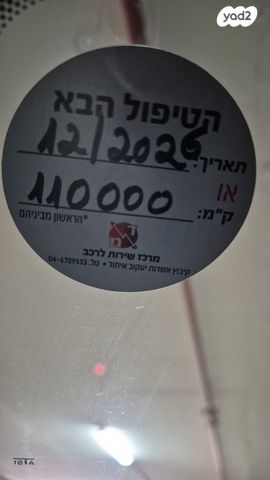 yad2
הטיפול הבא
תאריך: 12/2026
או
ק"מ: 110000
*הראשון מביניהם
מרכז שירות לרכב
קיבוץ אשדות יעקוב איחוד • טל. 04-6709533